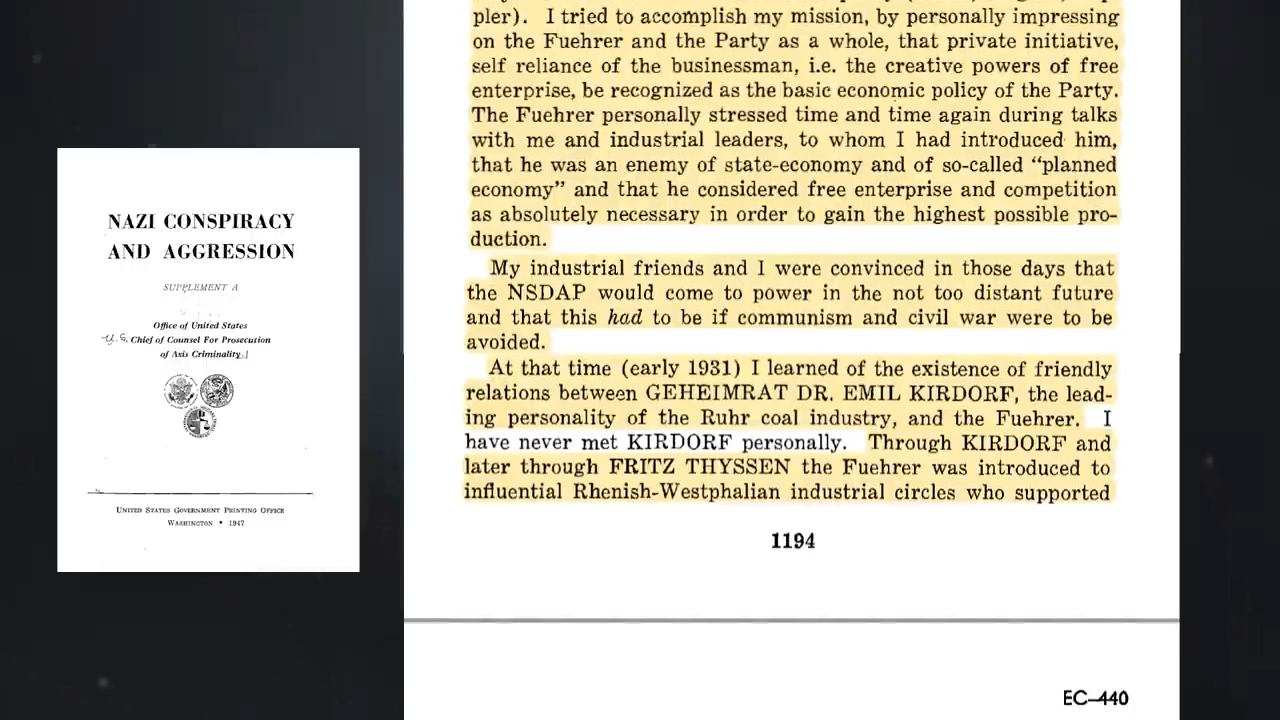 NAZI CONSPIRACY
AND AGGRESSION
SUPPLEMENT A
Office of United States
U.S. Chief of Counsel For Prosecution
of Axis Criminality
UNITED STATES GOVERNMENT PRINTING OFFICE
WASHINGTON • 1947
pler). I tried to accomplish my mission, by personally impressing
on the Fuehrer and the Party as a whole, that private initiative,
self reliance of the businessman, i.e. the creative powers of free
enterprise, be recognized as the basic economic policy of the Party.
The Fuehrer personally stressed time and time again during talks
with me and industrial leaders, to whom I had introduced him,
that he was an enemy of state-economy and of so-called “planned
economy” and that he considered free enterprise and competition
as absolutely necessary in order to gain the highest possible pro-
duction.
My industrial friends and I were convinced in those days that
the NSDAP would come to power in the not too distant future
and that this had to be if communism and civil war were to be
avoided.
At that time (early 1931) I learned of the existence of friendly
relations between GEHEIMRAT DR. EMIL KIRDORF, the lead-
ing personality of the Ruhr coal industry, and the Fuehrer. I
have never met KIRDORF personally. Through KIRDORF and
later through FRITZ THYSSEN the Fuehrer was introduced to
influential Rhenish-Westphalian industrial circles who supported
1194
EC-440